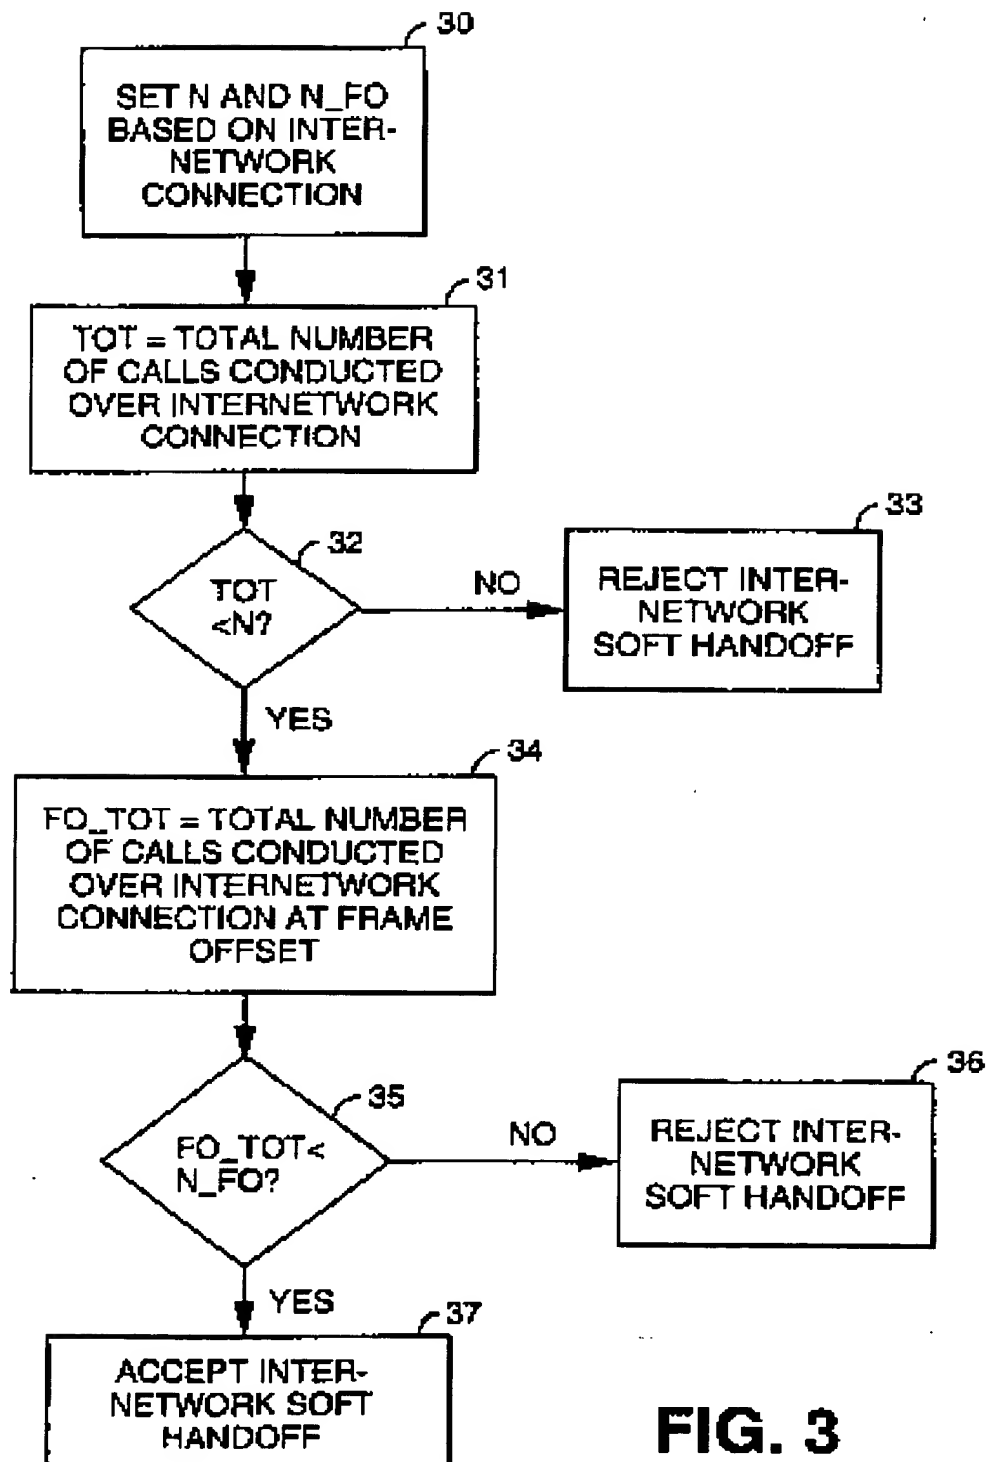 30
SET N AND N_FO
BASED ON INTER-
NETWORK
CONNECTION
31
TOT = TOTAL NUMBER
OF CALLS CONDUCTED
OVER INTERNETWORK
CONNECTION
32
TOT
<N?
NO
33
REJECT INTER-
NETWORK
SOFT HANDOFF
YES
34
FO_TOT = TOTAL NUMBER
OF CALLS CONDUCTED
OVER INTERNETWORK
CONNECTION AT FRAME
OFFSET
35
FO_TOT<
N_FO?
NO
36
REJECT INTER-
NETWORK
SOFT HANDOFF
YES
37
ACCEPT INTER-
NETWORK SOFT
HANDOFF
FIG. 3